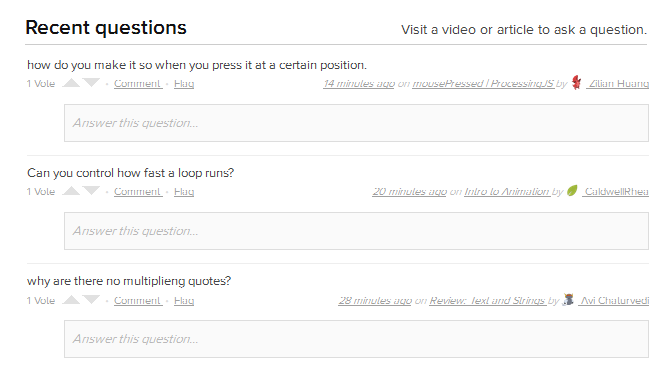 Recent questions
Visit a video or article to ask a question.
how do you make it so when you press it at a certain position.
1 Vote • Comment • Flag 14 minutes ago on mousePressed | ProcessingJS by Zilian Huang
Answer this question...
Can you control how fast a loop runs?
1 Vote • Comment • Flag 20 minutes ago on Intro to Animation by CaldwellRhea
Answer this question...
why are there no multiplieng quotes?
1 Vote • Comment • Flag 28 minutes ago on Review: Text and Strings by Avi Chaturvedi
Answer this question...